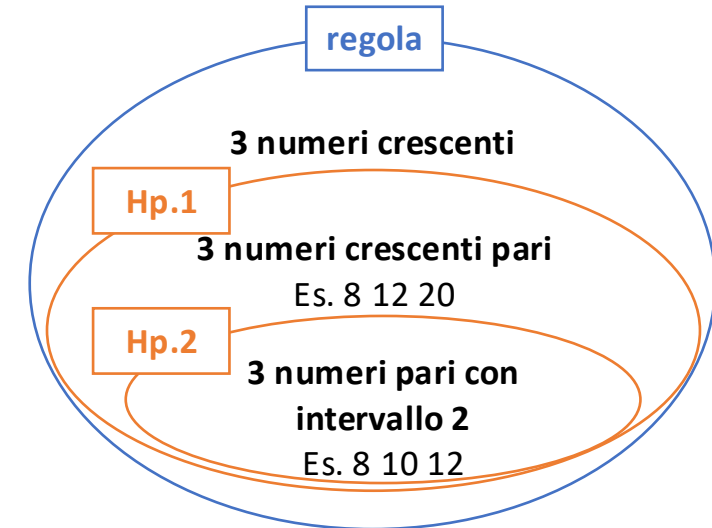 regola
3 numeri crescenti
Hp.1
3 numeri crescenti pari
Es. 8 12 20
Hp.2
3 numeri pari con
intervallo 2
Es. 8 10 12